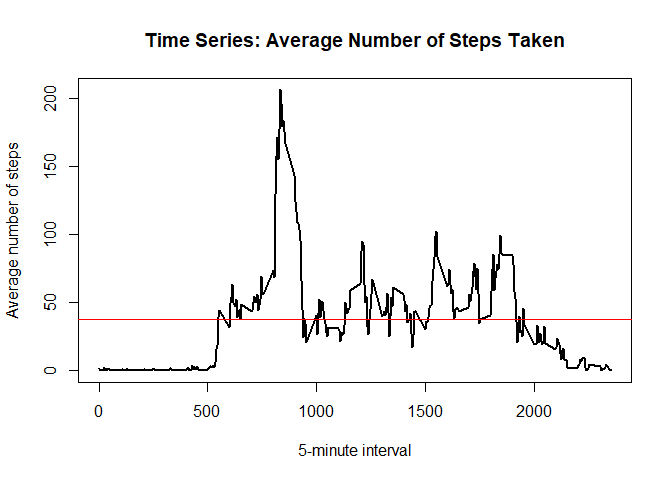 Time Series: Average Number of Steps Taken
Average number of steps
200
150
100
50
0
0 500 1000 1500 2000
5-minute interval